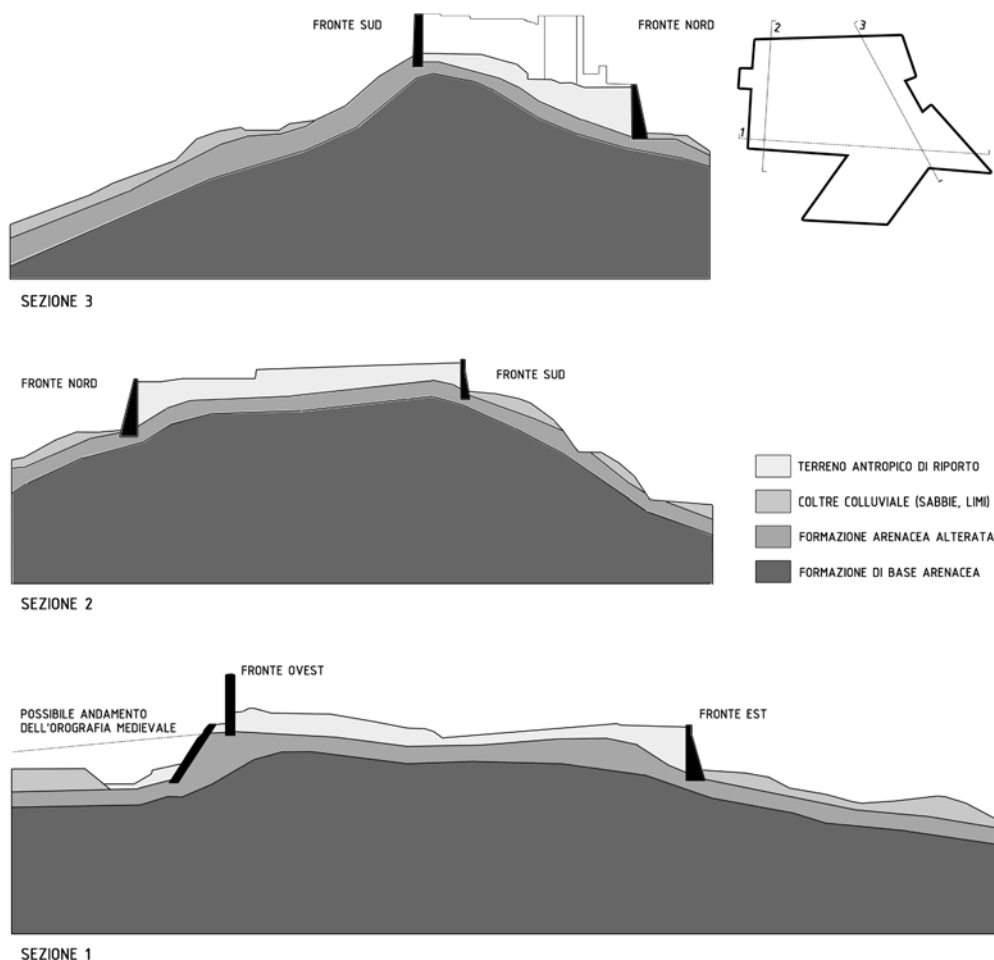 FRONTE SUD
FRONTE NORD
2
3
1
SEZIONE 3
FRONTE NORD
FRONTE SUD
TERRENO ANTROPICO DI RIPORTO
COLTRE COLLUVIALE (SABBIE, LIMI)
FORMAZIONE ARENACEA ALTERATA
FORMAZIONE DI BASE ARENACEA
SEZIONE 2
FRONTE OVEST
POSSIBILE ANDAMENTO
DELL'OROGRAFIA MEDIEVALE
FRONTE EST
SEZIONE 1